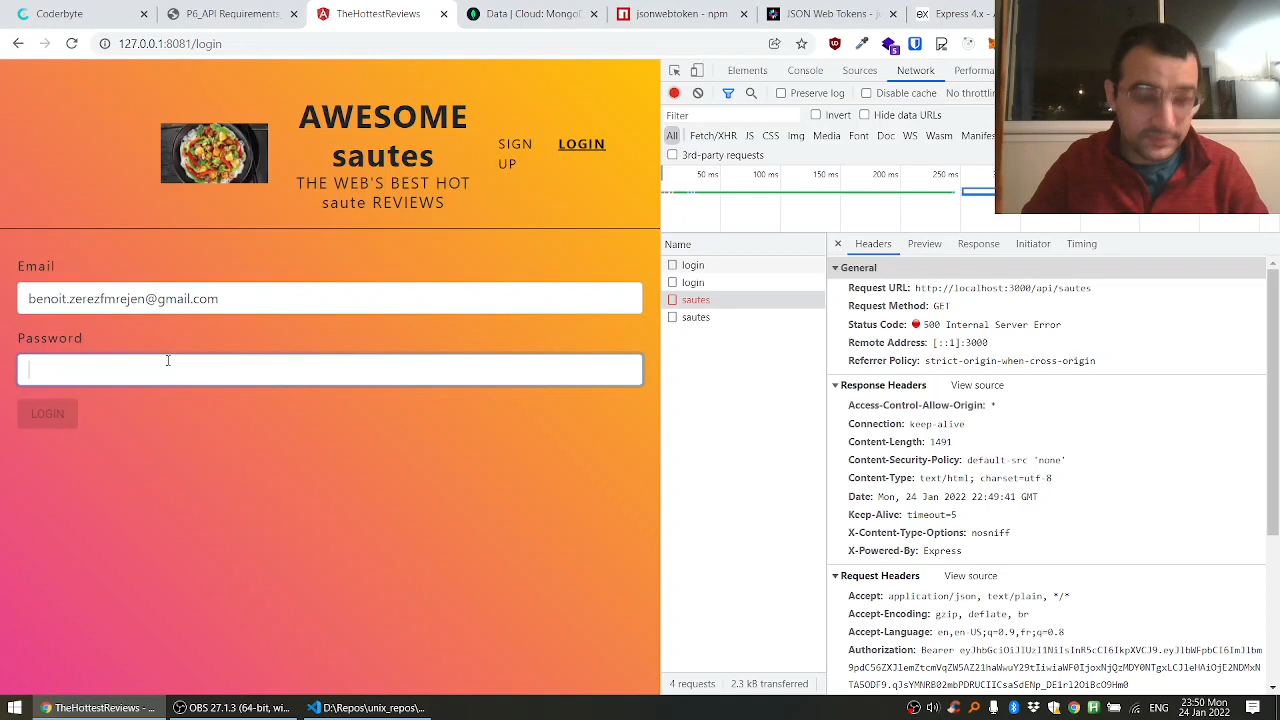 Coderbyte
P6_API Requirements
TheHottestReviews
Data | Cloud: MongoD
jsonwebtoken - npm
JSON Web Tokens - j
Express 4.x - A
127.0.0.1:8081/login
AWESOME
sautes
THE WEB'S BEST HOT
saute REVIEWS
SIGN
UP
LOGIN
Email
benoit.zerezfmrejen@gmail.com
Password
LOGIN
Elements Console Sources Network Performa
Preserve log Disable cache No throttlin
Filter Invert Hide data URLs
All Fetch/XHR JS CSS Img Media Font Doc WS W
3rd-party requests
50 ms 100 ms 150 ms 200 ms 250 ms
Name
login
login
sautes
sautes
4 requests 2.3 kB transferred
Headers Preview Response Initiator Timing
General
Request URL: http://localhost:3000/api/sautes
Request Method: GET
Status Code: 500 Internal Server Error
Remote Address: [::1]:3000
Referrer Policy: strict-origin-when-cross-origin
Response Headers View source
Access-Control-Allow-Origin: *
Connection: keep-alive
Content-Length: 1491
Content-Security-Policy: default-src 'none'
Content-Type: text/html; charset=utf-8
Date: Mon, 24 Jan 2022 22:49:41 GMT
Keep-Alive: timeout=5
X-Content-Type-Options: nosniff
X-Powered-By: Express
Request Headers View source
Accept: application/json, text/plain, */*
Accept-Encoding: gzip, deflate, br
Accept-Language: en,en-US;q=0.9,fr;q=0.8
Authorization: Bearer
TheHottestReviews - ...
OBS 27.1.3 (64-bit, wi...
D:\Repos\unix_repos\...
ENG
23:50 MON
24 Jan 2022